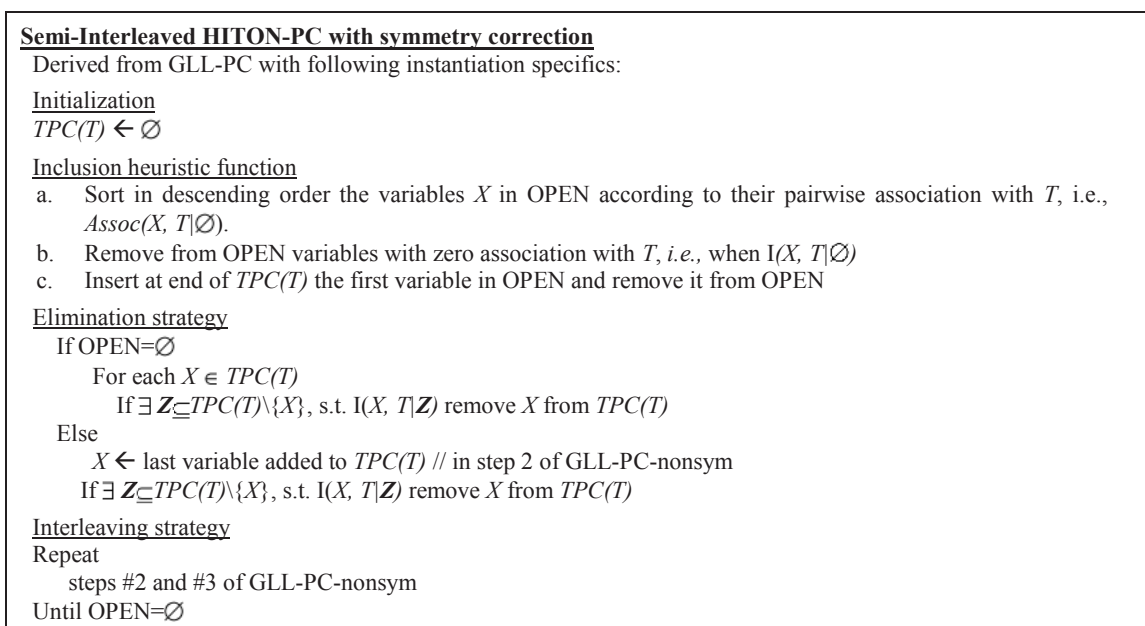 Semi-Interleaved HITON-PC with symmetry correction
Derived from GLL-PC with following instantiation specifics:
Initialization
TPC(T) ← ∅
Inclusion heuristic function
a. Sort in descending order the variables X in OPEN according to their pairwise association with T, i.e.,
Assoc(X, T|∅).
b. Remove from OPEN variables with zero association with T, i.e., when I(X, T|∅)
c. Insert at end of TPC(T) the first variable in OPEN and remove it from OPEN
Elimination strategy
If OPEN=∅
For each X ∈ TPC(T)
If ∃ Z⊆TPC(T)\{X}, s.t. I(X, T|Z) remove X from TPC(T)
Else
X ← last variable added to TPC(T) // in step 2 of GLL-PC-nonsym
If ∃ Z⊆TPC(T)\{X}, s.t. I(X, T|Z) remove X from TPC(T)
Interleaving strategy
Repeat
steps #2 and #3 of GLL-PC-nonsym
Until OPEN=∅